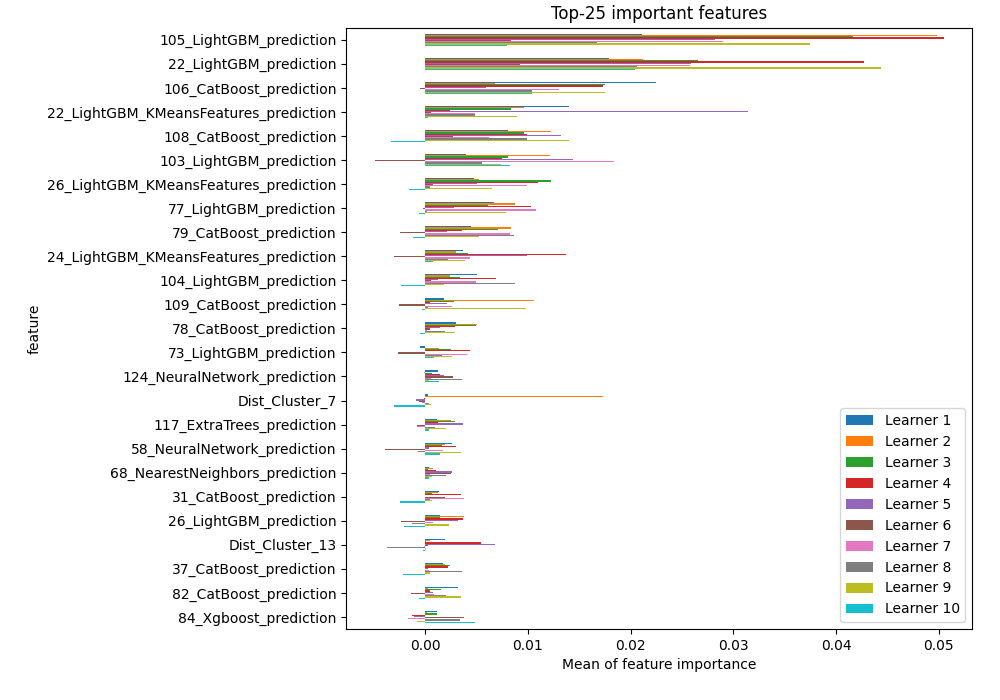 Top-25 important features
105_LightGBM_prediction
22_LightGBM_prediction
106_CatBoost_prediction
22_LightGBM_KMeansFeatures_prediction
108_CatBoost_prediction
103_LightGBM_prediction
26_LightGBM_KMeansFeatures_prediction
77_LightGBM_prediction
79_CatBoost_prediction
24_LightGBM_KMeansFeatures_prediction
104_LightGBM_prediction
109_CatBoost_prediction
78_CatBoost_prediction
73_LightGBM_prediction
124_NeuralNetwork_prediction
Dist_Cluster_7
117_ExtraTrees_prediction
58_NeuralNetwork_prediction
68_NearestNeighbors_prediction
31_CatBoost_prediction
26_LightGBM_prediction
Dist_Cluster_13
37_CatBoost_prediction
82_CatBoost_prediction
84_Xgboost_prediction
feature
Learner 1
Learner 2
Learner 3
Learner 4
Learner 5
Learner 6
Learner 7
Learner 8
Learner 9
Learner 10
0.00 0.01 0.02 0.03 0.04 0.05
Mean of feature importance